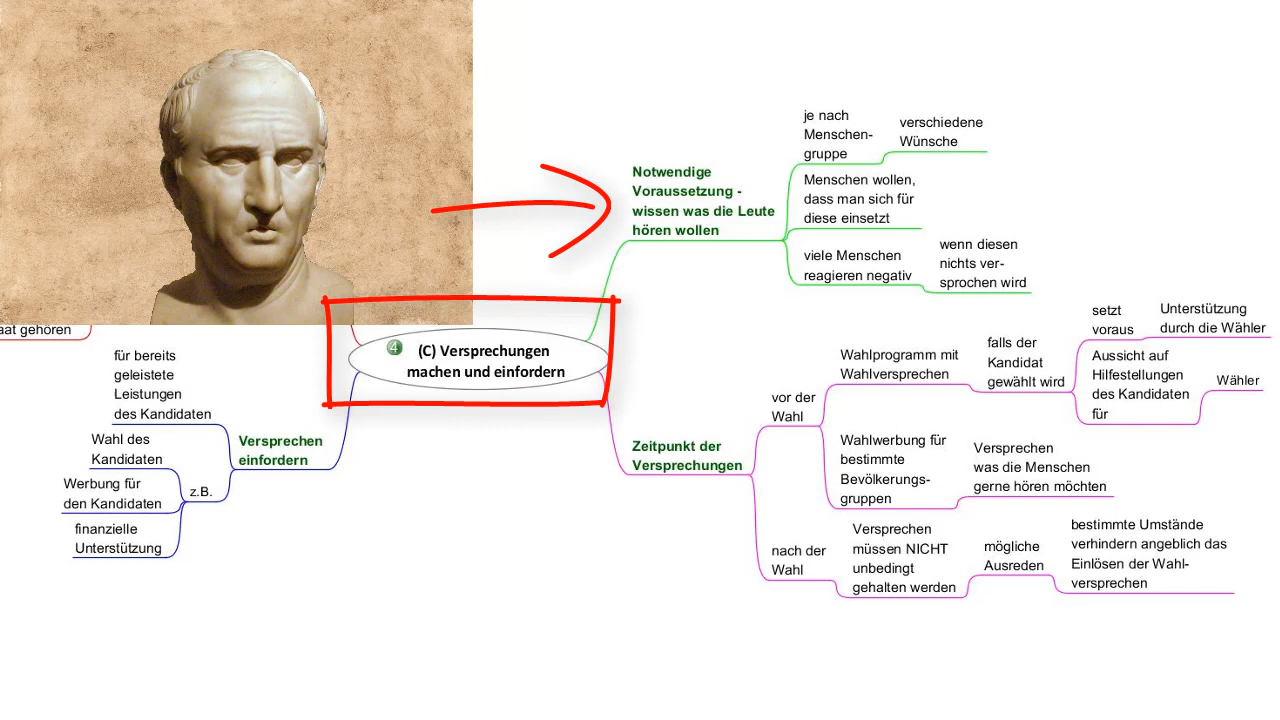 je nach
Menschen-
gruppe
verschiedene
Wünsche
Notwendige
Voraussetzung -
wissen was die Leute
hören wollen
Menschen wollen,
dass man sich für
diese einsetzt
viele Menschen
reagieren negativ
wenn diesen
nichts ver-
sprochen wird
aat gehören
4
(C) Versprechungen
machen und einfordern
für bereits
geleistete
Leistungen
des Kandidaten
Versprechen
einfordern
Wahl des
Kandidaten
z.B.
Werbung für
den Kandidaten
finanzielle
Unterstützung
Zeitpunkt der
Versprechungen
vor der
Wahl
Wahlprogramm mit
Wahlversprechen
falls der
Kandidat
gewählt wird
setzt
voraus
Unterstützung
durch die Wähler
Aussicht auf
Hilfestellungen
des Kandidaten
für
Wähler
Wahlwerbung für
bestimmte
Bevölkerungs-
gruppen
Versprechen
was die Menschen
gerne hören möchten
nach der
Wahl
Versprechen
müssen NICHT
unbedingt
gehalten werden
mögliche
Ausreden
bestimmte Umstände
verhindern angeblich das
Einlösen der Wahl-
versprechen